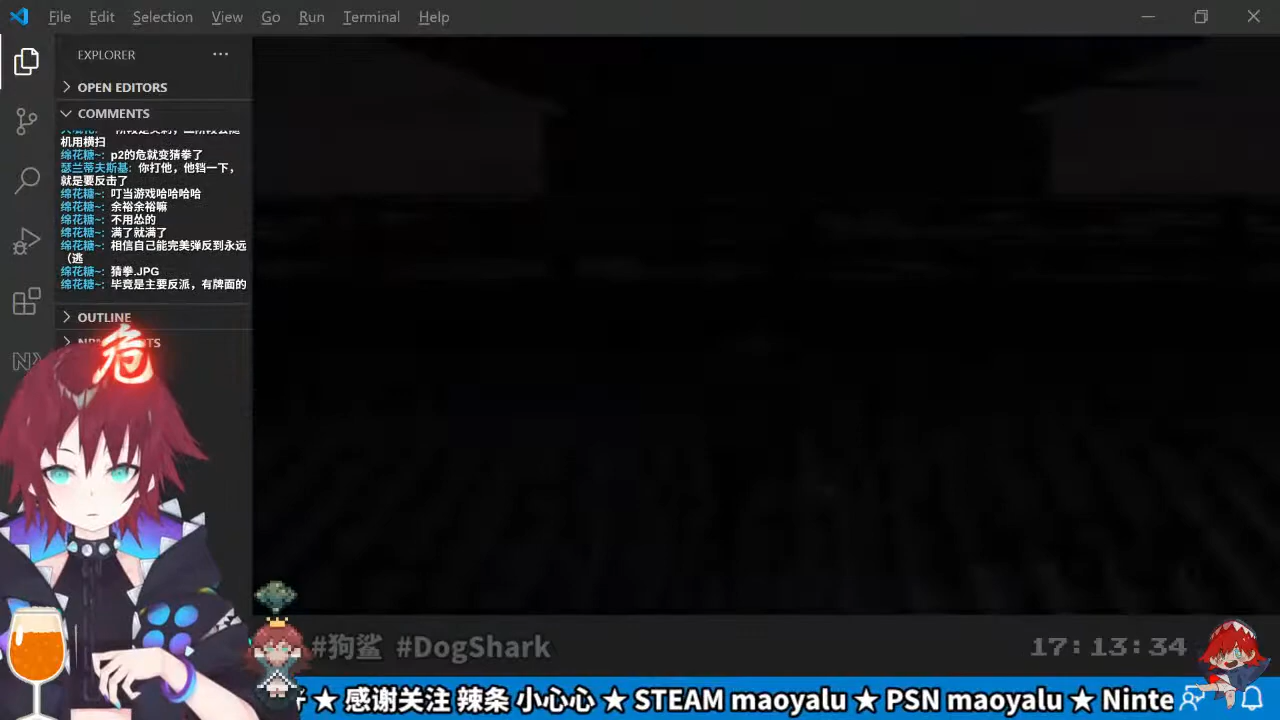 File Edit Selection View Go Run Terminal Help
EXPLORER
OPEN EDITORS
COMMENTS
机用横扫
绵花糖~: p2的危就变猜拳了
瑟兰蒂夫斯基: 你打他，他铛一下，
就是要反击了
绵花糖~: 叮当游戏哈哈哈哈
绵花糖~: 余裕余裕嘛
绵花糖~: 不用怂的
绵花糖~: 满了就满了
绵花糖~: 相信自己能完美弹反到永远
（逃
绵花糖~: 猜拳.JPG
绵花糖~: 毕竟是主要反派，有牌面的
OUTLINE
危
#狗鲨 #DogShark
17:13:34
★ 感谢关注 辣条 小心心 ★ STEAM maoyalu ★ PSN maoyalu ★ Ninte